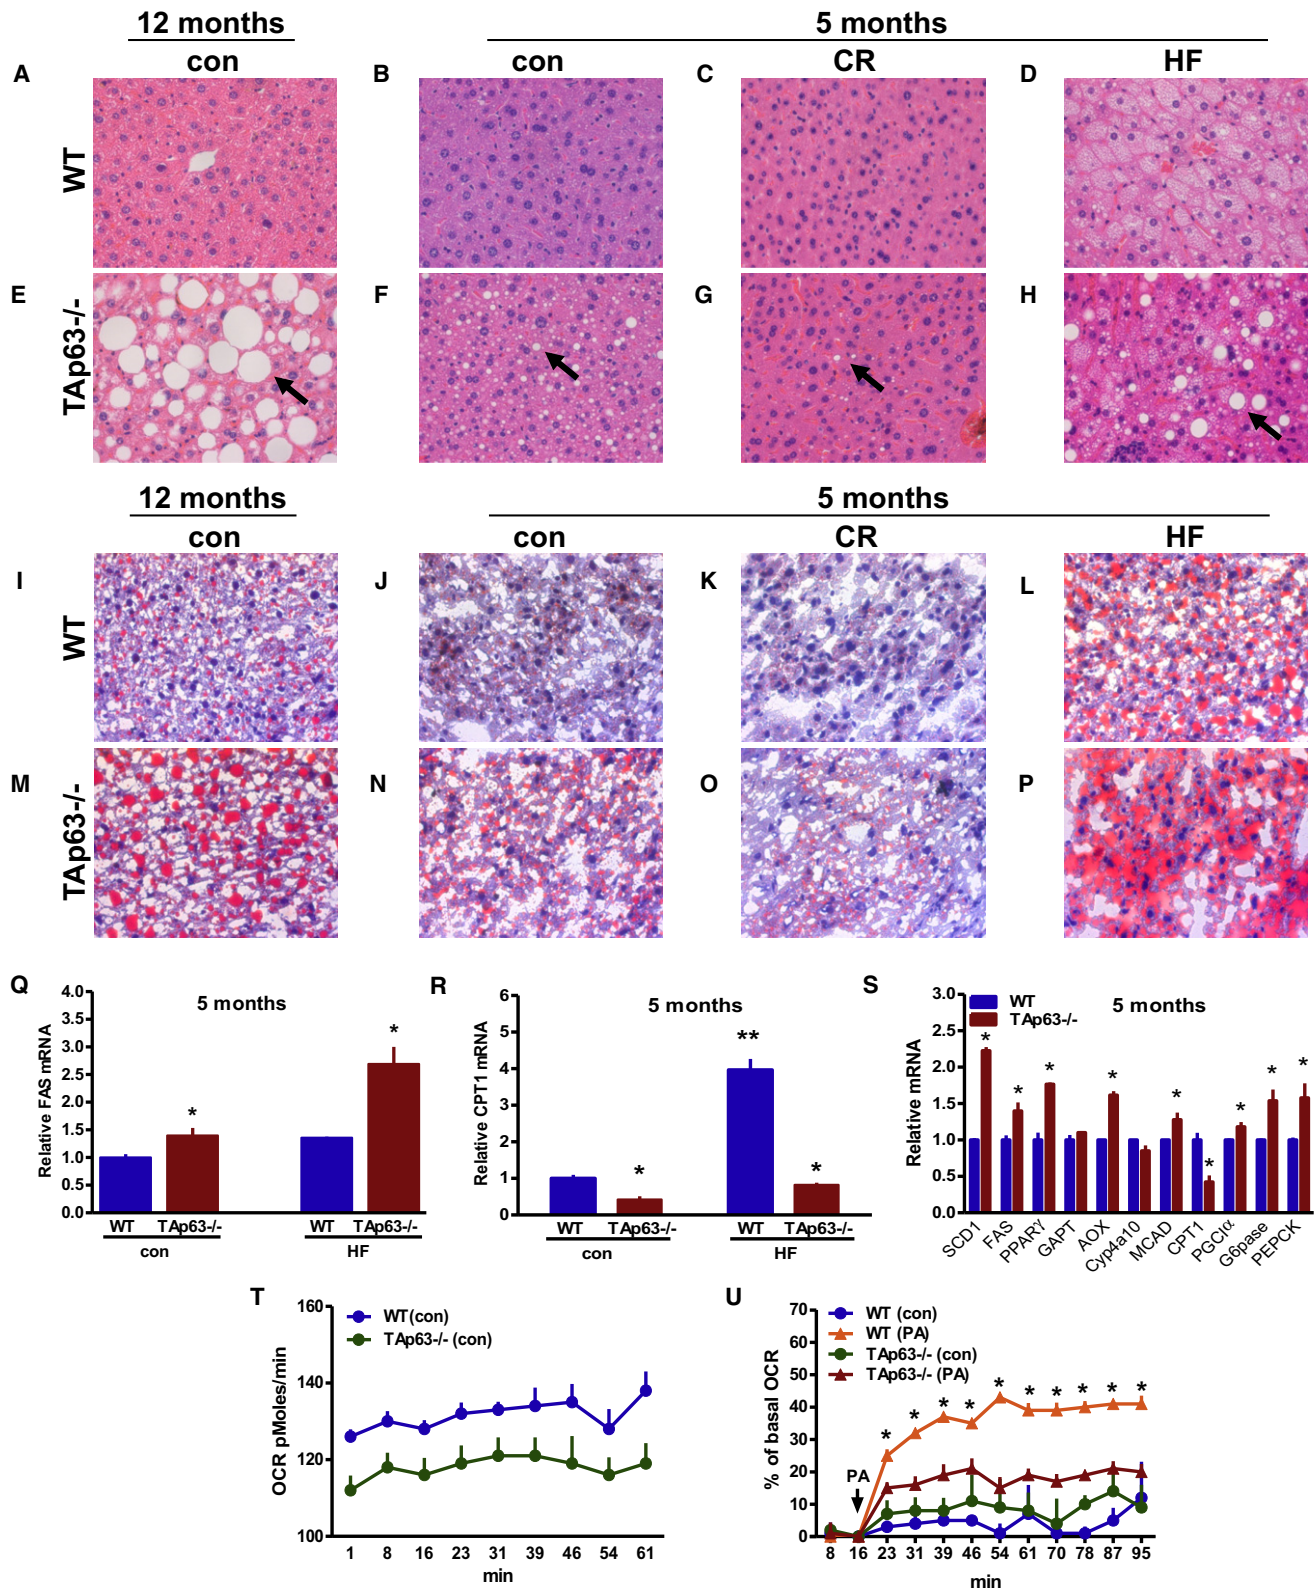 12 months
5 months
con
con
CR
HF
A
B
C
D
WT
E
F
G
H
TAp63-/-
12 months
5 months
con
con
CR
HF
I
J
K
L
WT
M
N
O
P
TAp63-/-
Q
5 months
Relative FAS mRNA
4.0
3.5
3.0
2.5
2.0
1.5
1.0
0.5
0.0
*
*
WT TAp63-/- WT TAp63-/-
con HF
R
5 months
Relative CPT1 mRNA
6
5
4
3
2
1
0
*
**
*
WT TAp63-/- WT TAp63-/-
con HF
S
WT
TAp63-/-
5 months
Relative mRNA
3.0
2.5
2.0
1.5
1.0
0.5
0.0
* * * * * * * * *
SCD1
FAS
PPARγ
GAPT
AOX
Cyp4a10
MCAD
CPT1
PGCIα
G6pase
PEPCK
T
WT(con)
TAp63-/- (con)
OCR pMoles/min
160
140
120
100
1 8 16 23 31 39 46 54 61
min
U
WT (con)
WT (PA)
TAp63-/- (con)
TAp63-/- (PA)
% of basal OCR
70
60
50
40
30
20
10
0
PA
* * * * * * * * * *
8 16 23 31 39 46 54 61 70 78 87 95
min